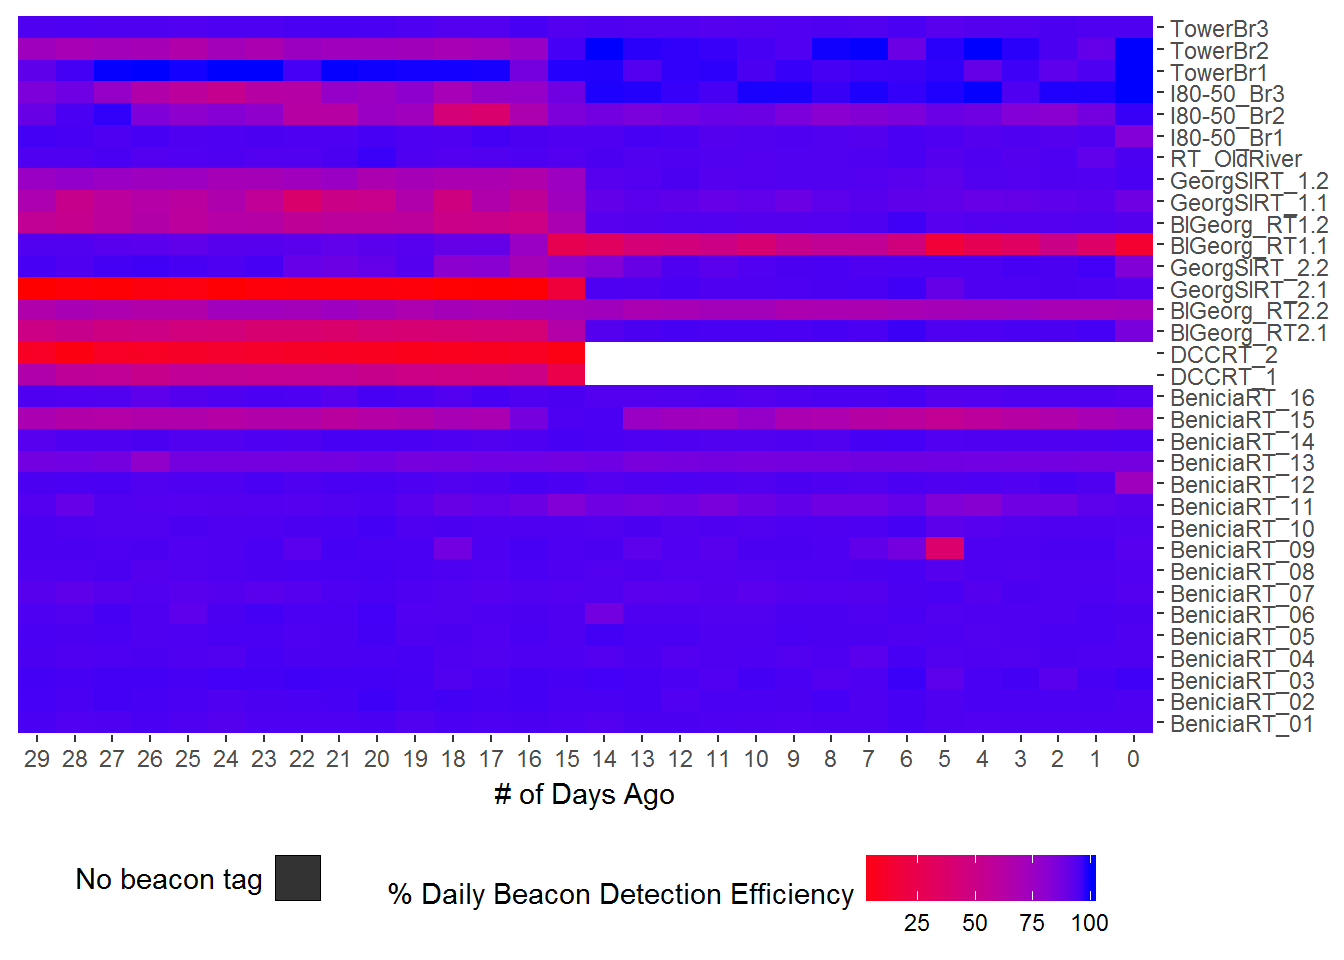 TowerBr3
TowerBr2
TowerBr1
I80-50_Br3
I80-50_Br2
I80-50_Br1
RT_OldRiver
GeorgSlRT_1.2
GeorgSlRT_1.1
BlGeorg_RT1.2
BlGeorg_RT1.1
GeorgSlRT_2.2
GeorgSlRT_2.1
BlGeorg_RT2.2
BlGeorg_RT2.1
DCCRT_2
DCCRT_1
BeniciaRT_16
BeniciaRT_15
BeniciaRT_14
BeniciaRT_13
BeniciaRT_12
BeniciaRT_11
BeniciaRT_10
BeniciaRT_09
BeniciaRT_08
BeniciaRT_07
BeniciaRT_06
BeniciaRT_05
BeniciaRT_04
BeniciaRT_03
BeniciaRT_02
BeniciaRT_01
29 28 27 26 25 24 23 22 21 20 19 18 17 16 15 14 13 12 11 10 9 8 7 6 5 4 3 2 1 0
# of Days Ago
No beacon tag
% Daily Beacon Detection Efficiency
25 50 75 100